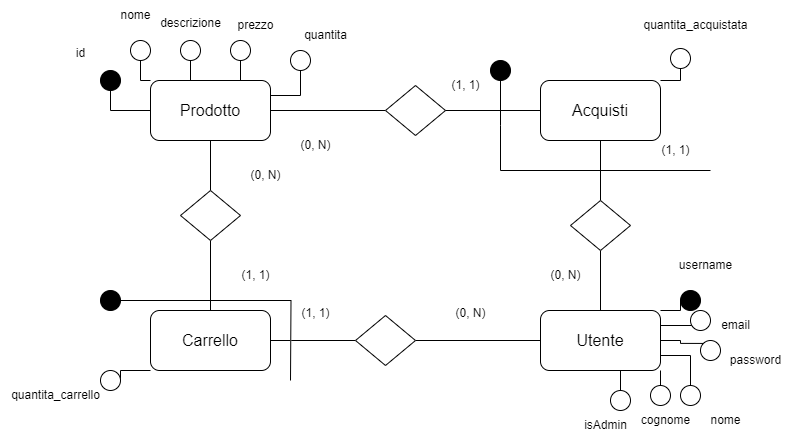 nome
descrizione
prezzo
quantita_acquistata
quantita
id
(1, 1)
Prodotto
Acquisti
(0, N)
(1, 1)
(0, N)
(1, 1)
(0, N)
username
(1, 1)
(0, N)
email
Carrello
Utente
password
quantita_carrello
isAdmin
cognome
nome